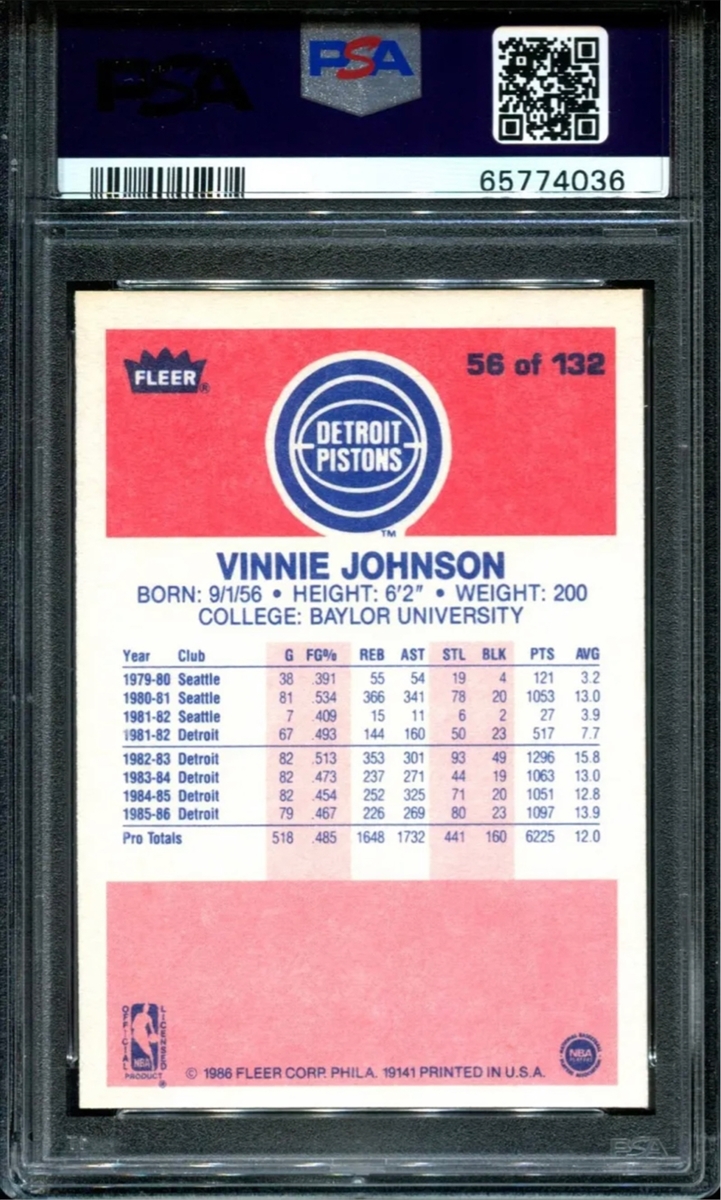 PSA PSA
65774036
FLEER®
56 of 132
DETROIT
PISTONS
TM
VINNIE JOHNSON
BORN: 9/1/56 • HEIGHT: 6'2" • WEIGHT: 200
COLLEGE: BAYLOR UNIVERSITY
Year Club G FG% REB AST STL BLK PTS AVG
1979-80 Seattle 38 .391 55 54 19 4 121 3.2
1980-81 Seattle 81 .534 366 341 78 20 1053 13.0
1981-82 Seattle 7 .409 15 11 6 2 27 3.9
1981-82 Detroit 67 .493 144 160 50 23 517 7.7
1982-83 Detroit 82 .513 353 301 93 49 1296 15.8
1983-84 Detroit 82 .473 237 271 44 19 1063 13.0
1984-85 Detroit 82 .454 252 325 71 20 1051 12.8
1985-86 Detroit 79 .467 226 269 80 23 1097 13.9
Pro Totals 518 .485 1648 1732 441 160 6225 12.0
OFFICIAL LICENSED
NBA
PRODUCT ®
© 1986 FLEER CORP. PHILA. 19141 PRINTED IN U.S.A.
NBA
PSA